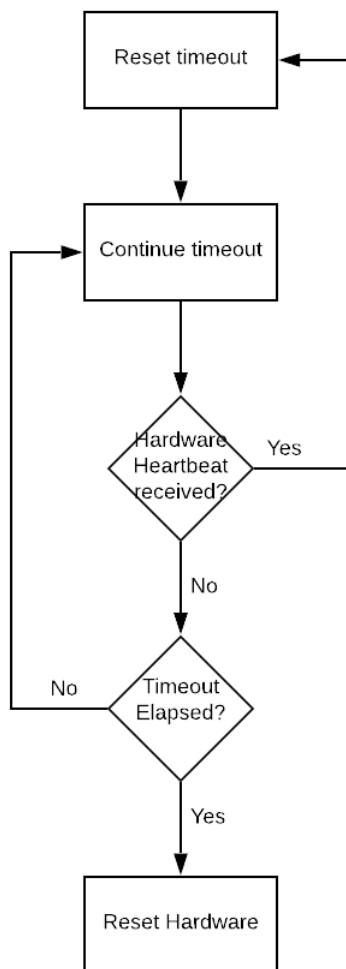 Reset timeout
Continue timeout
Hardware
Heartbeat
received?
Yes
No
Timeout
Elapsed?
No
Yes
Reset Hardware